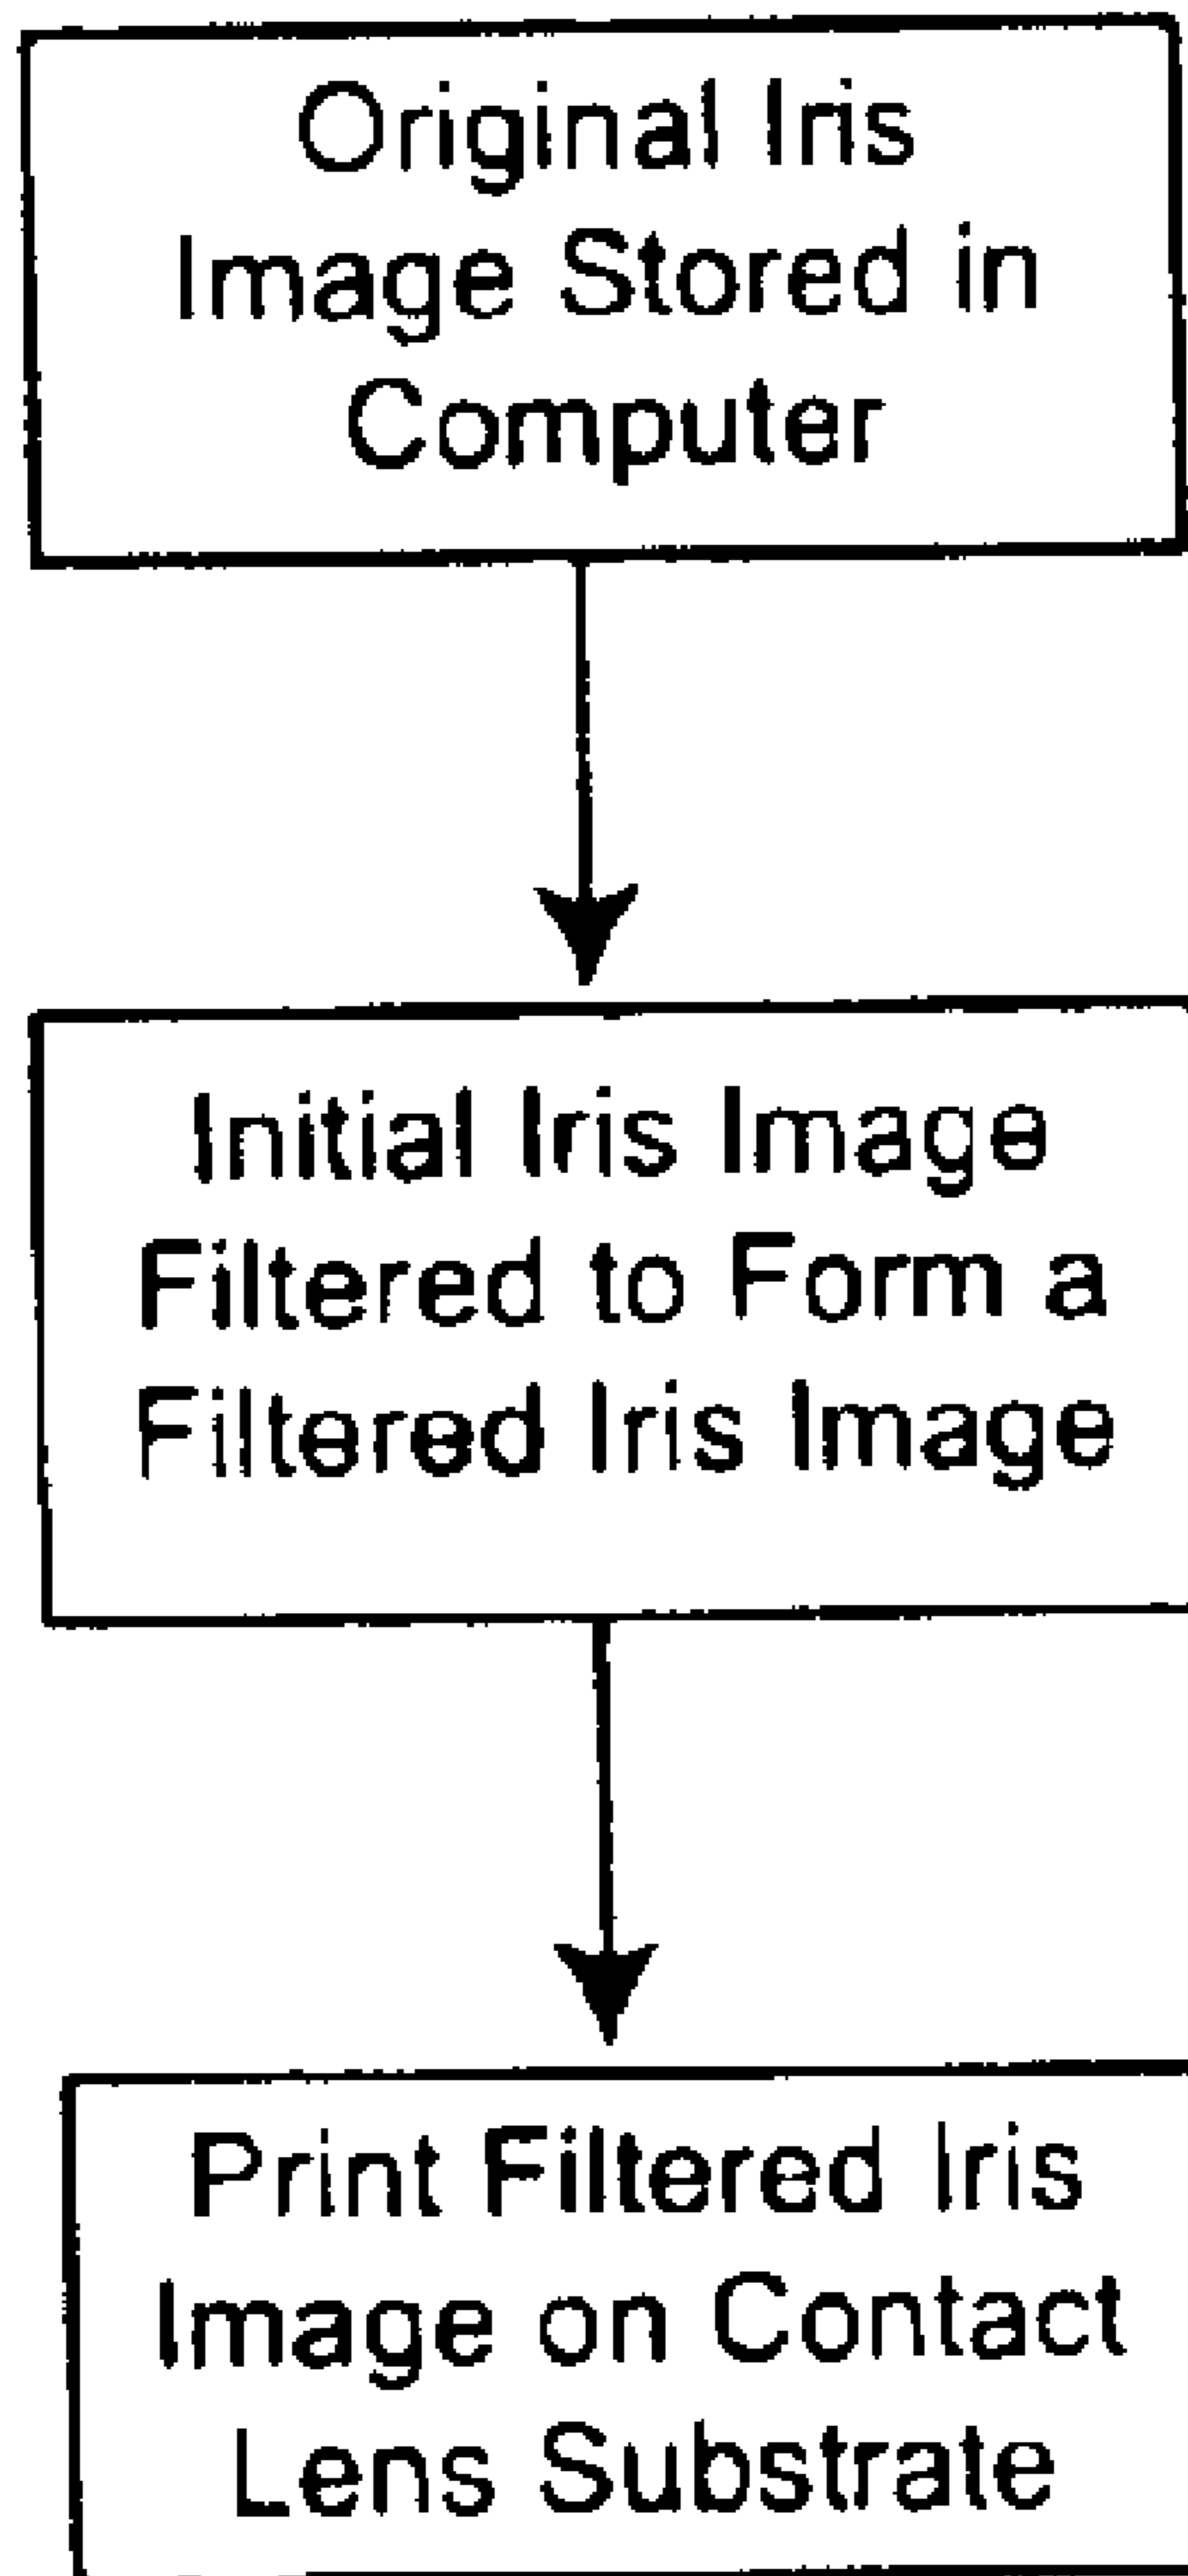 Original Iris
Image Stored in
Computer
Initial Iris Image
Filtered to Form a
Filtered Iris Image
Print Filtered Iris
Image on Contact
Lens Substrate